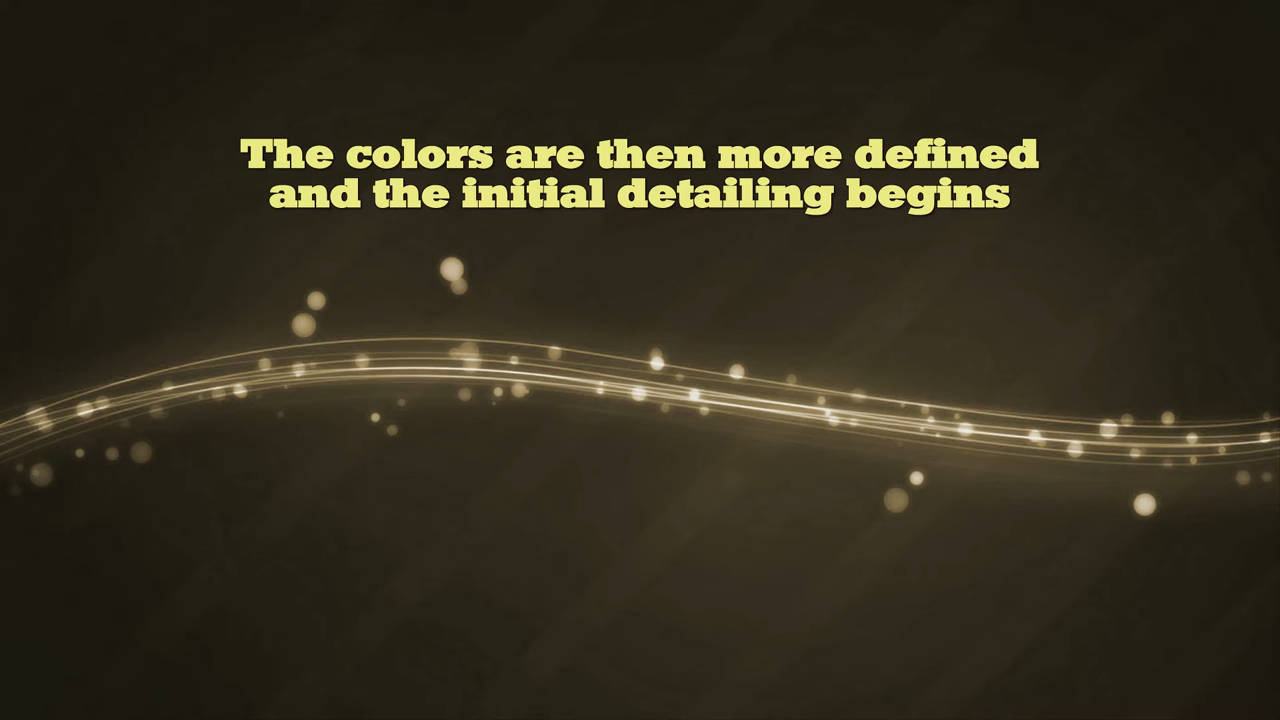 The colors are then more defined
and the initial detailing begins